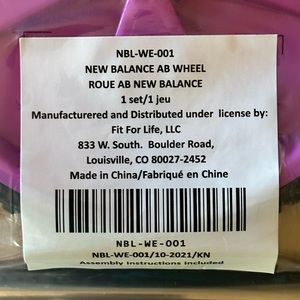 NBL-WE-001
NEW BALANCE AB WHEEL
ROUE AB NEW BALANCE
1 set/1 jeu
Manufacturered and Distributed under license by:
Fit For Life, LLC
833 W. South. Boulder Road,
Louisville, CO 80027-2452
Made in China/Fabriqué en Chine
NBL-WE-001
NBL-WE-001/10-2021/KN
Assembly Instructions Included